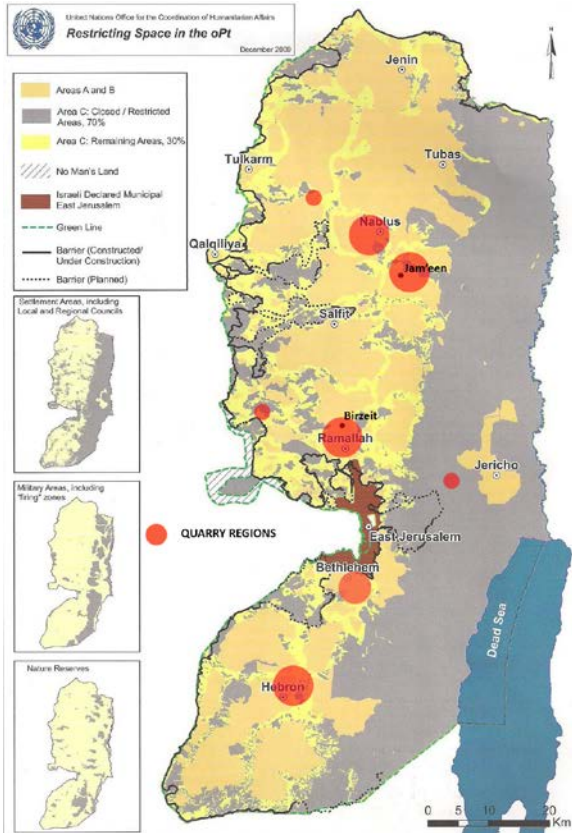 United Nations Office for the Coordination of Humanitarian Affairs
Restricting Space in the oPt
December 2009
Areas A and B
Area C: Closed / Restricted
Areas, 70%
Area C: Remaining Areas, 30%
No Man's Land
Israeli Declared Municipal
East Jerusalem
Green Line
Barrier (Constructed/
Under Construction)
Barrier (Planned)
Settlement Areas, including
Local and Regional Councils
Military Areas, including
"firing" zones
Nature Reserves
QUARRY REGIONS
N
Jenin
Tulkarm
Tubas
Nablus
Qalqiliya
Jam'een
Salfit
Birzeit
Ramallah
Jericho
East Jerusalem
Bethlehem
Dead Sea
Hebron
0 5 10 20
Km